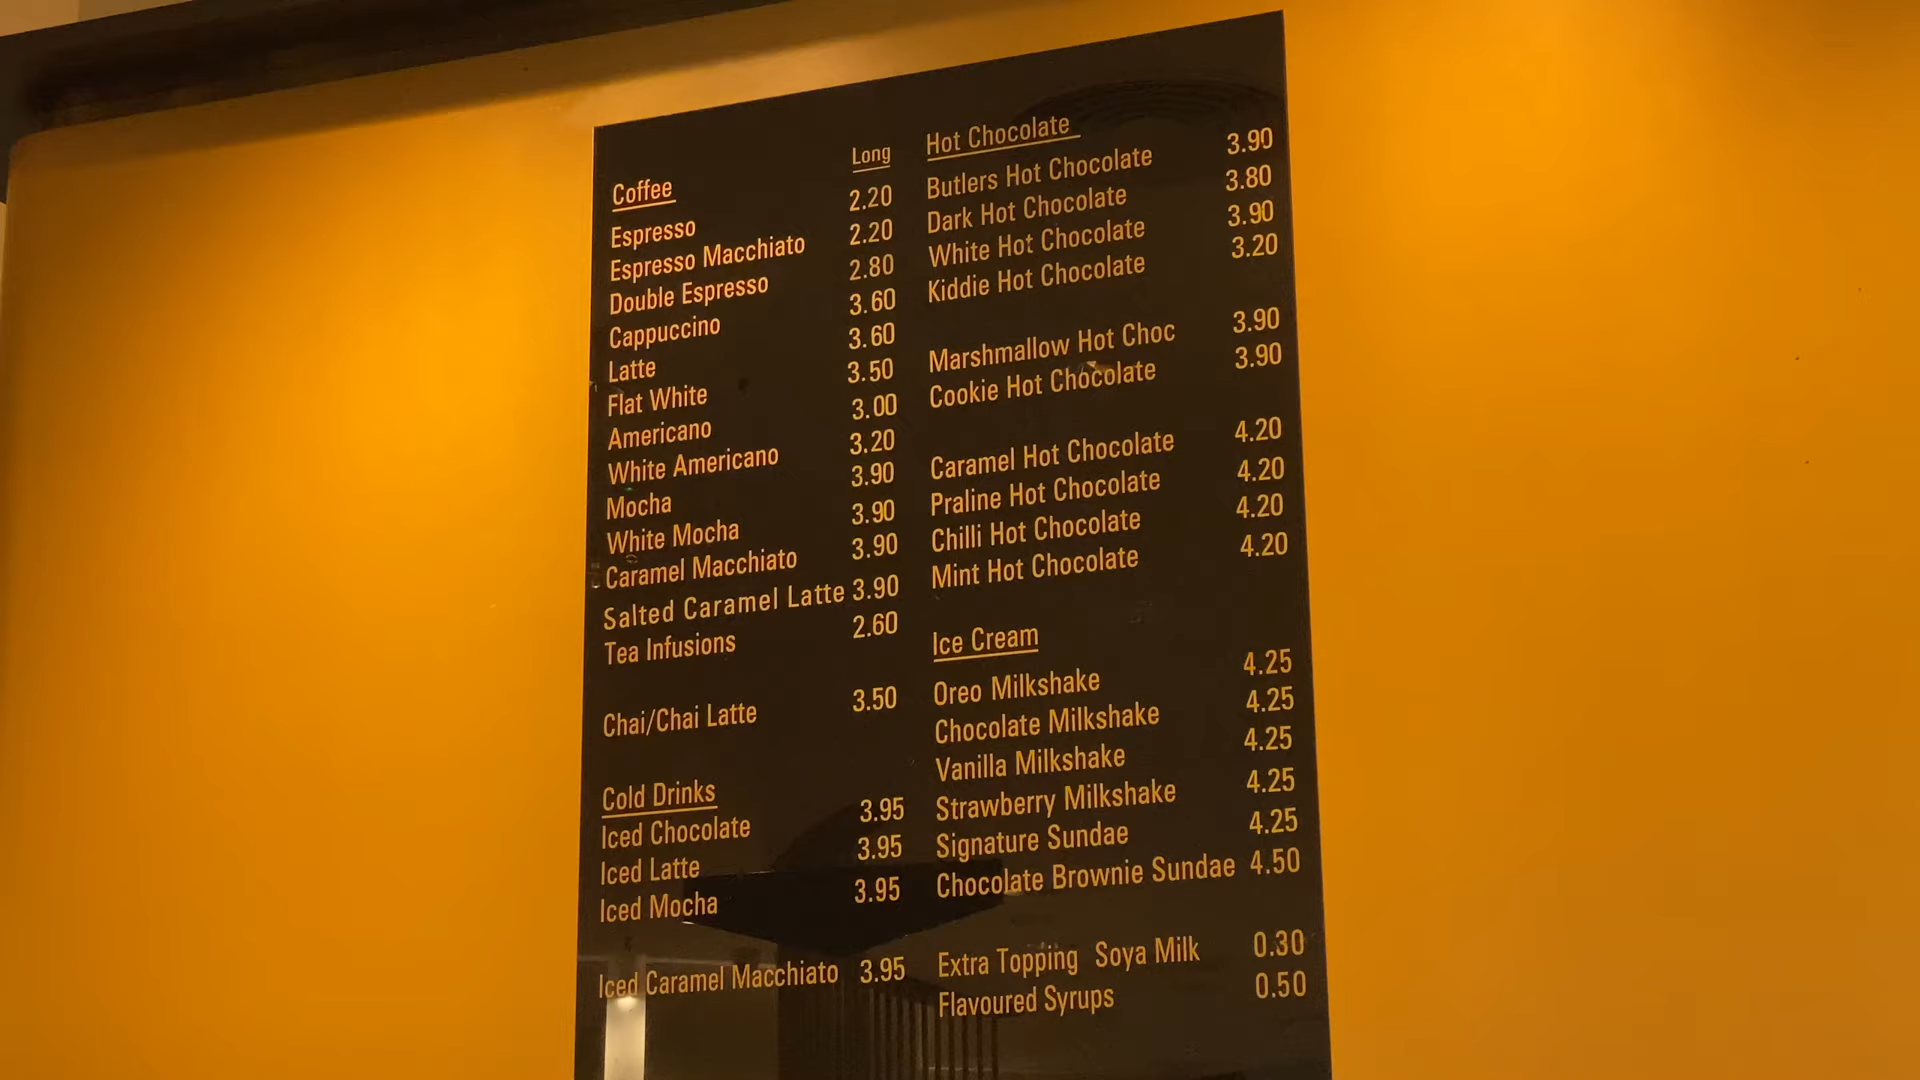 Long
Coffee
Espresso 2.20
Espresso Macchiato 2.20
Double Espresso 2.80
Cappuccino 3.60
Latte 3.60
Flat White 3.50
Americano 3.00
White Americano 3.20
Mocha 3.90
White Mocha 3.90
Caramel Macchiato 3.90
Salted Caramel Latte 3.90
Tea Infusions 2.60
Chai/Chai Latte 3.50
Cold Drinks
Iced Chocolate 3.95
Iced Latte 3.95
Iced Mocha 3.95
Iced Caramel Macchiato 3.95
Hot Chocolate
Butlers Hot Chocolate 3.90
Dark Hot Chocolate 3.80
White Hot Chocolate 3.90
Kiddie Hot Chocolate 3.20
Marshmallow Hot Choc 3.90
Cookie Hot Chocolate 3.90
Caramel Hot Chocolate 4.20
Praline Hot Chocolate 4.20
Chilli Hot Chocolate 4.20
Mint Hot Chocolate 4.20
Ice Cream
Oreo Milkshake 4.25
Chocolate Milkshake 4.25
Vanilla Milkshake 4.25
Strawberry Milkshake 4.25
Signature Sundae 4.25
Chocolate Brownie Sundae 4.50
Extra Topping Soya Milk 0.30
Flavoured Syrups 0.50